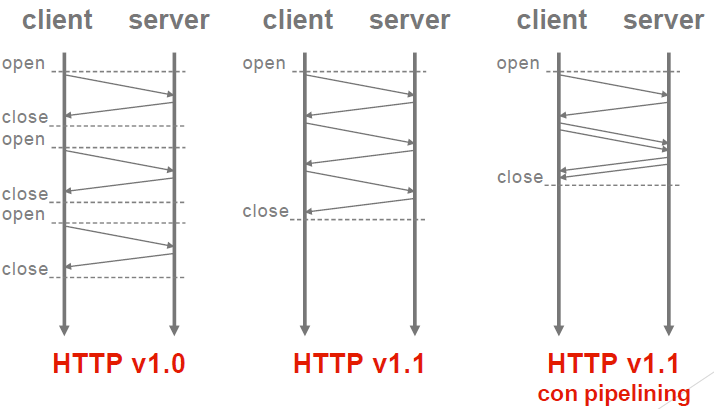 client server
open
close
open
close
open
close
HTTP v1.0
client server
open
close
HTTP v1.1
client server
open
close
HTTP v1.1
con pipelining